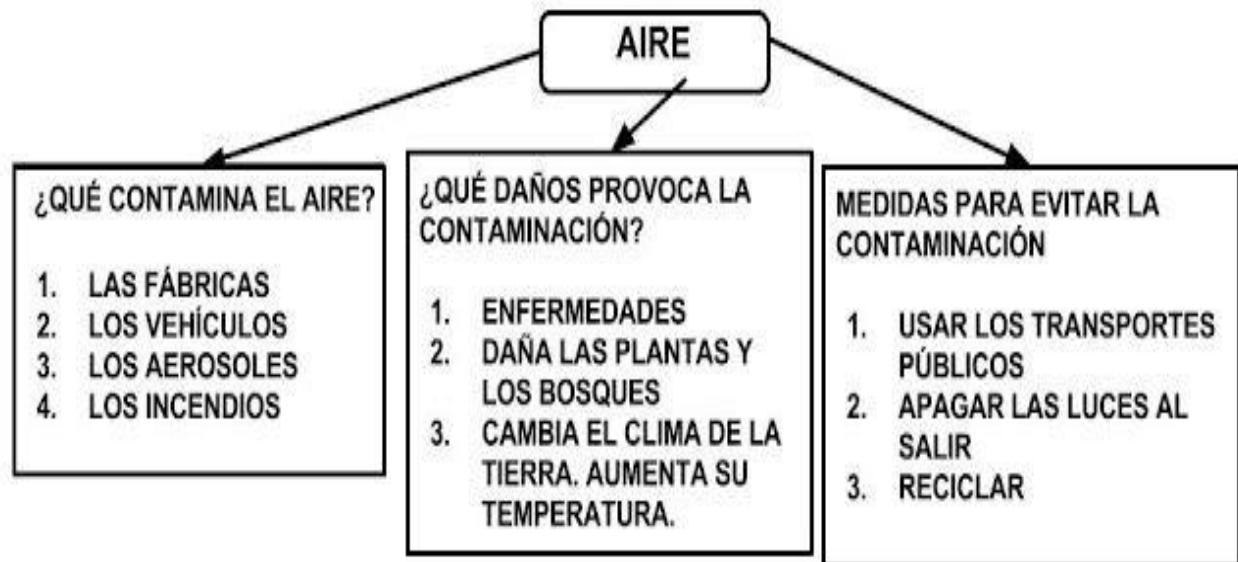 AIRE
¿QUÉ CONTAMINA EL AIRE?
1. LAS FÁBRICAS
2. LOS VEHÍCULOS
3. LOS AEROSOLES
4. LOS INCENDIOS
¿QUÉ DAÑOS PROVOCA LA
CONTAMINACIÓN?
1. ENFERMEDADES
2. DAÑA LAS PLANTAS Y
LOS BOSQUES
3. CAMBIA EL CLIMA DE LA
TIERRA. AUMENTA SU
TEMPERATURA.
MEDIDAS PARA EVITAR LA
CONTAMINACIÓN
1. USAR LOS TRANSPORTES
PÚBLICOS
2. APAGAR LAS LUCES AL
SALIR
3. RECICLAR